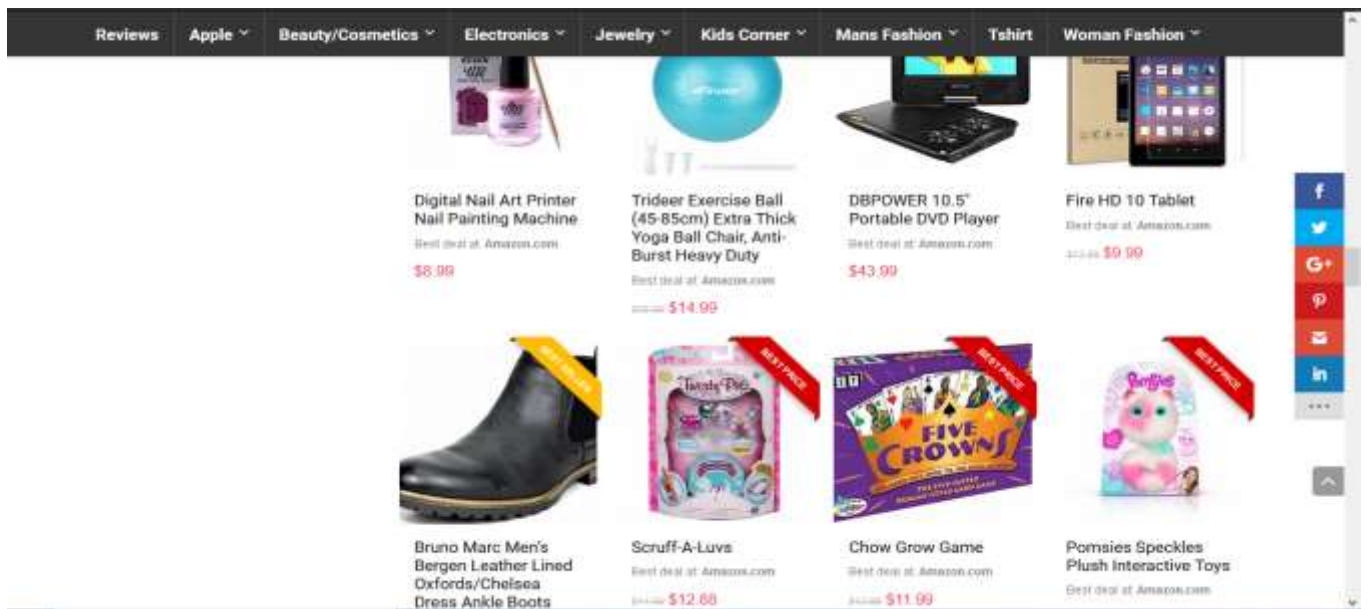 Reviews Apple Beauty/Cosmetics Electronics Jewelry Kids Corner Mans Fashion Tshirt Woman Fashion
Digital Nail Art Printer
Nail Painting Machine
Best deal at Amazon.com
$8.99
Trideer Exercise Ball
(45-85cm) Extra Thick
Yoga Ball Chair, Anti-
Burst Heavy Duty
Best deal at Amazon.com
$14.99
DBPOWER 10.5"
Portable DVD Player
Best deal at Amazon.com
$43.99
Fire HD 10 Tablet
Best deal at Amazon.com
$9.99
f
G+
in
BEST SELLER
Bruno Marc Men's
Bergen Leather Lined
Oxfords/Chelsea
Dress Ankle Boots
BEST PRICE
Twisty Petz
Scruff-A-Luvs
Best deal at Amazon.com
$12.88
BEST PRICE
FIVE
CROWNS
Chow Grow Game
Best deal at Amazon.com
$11.99
BEST PRICE
Pomsies
Pomsies Speckles
Plush Interactive Toys
Best deal at Amazon.com